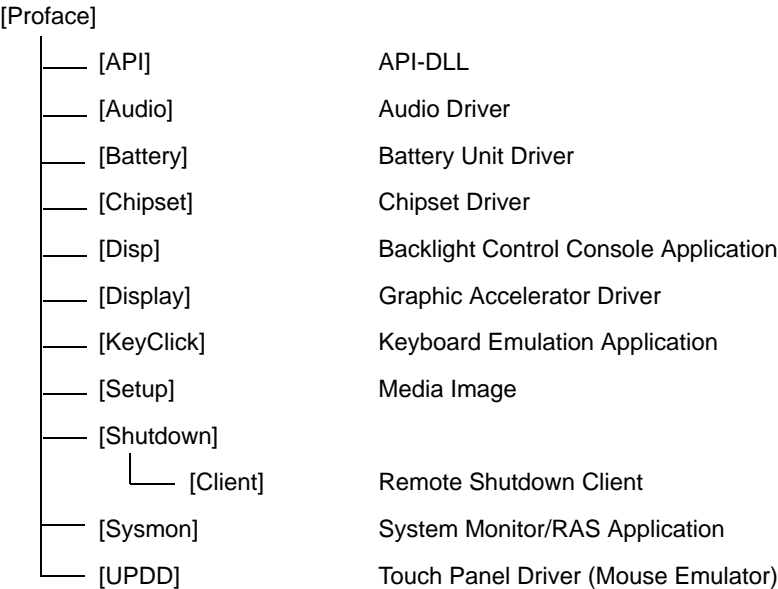 [Proface]
[API] API-DLL
[Audio] Audio Driver
[Battery] Battery Unit Driver
[Chipset] Chipset Driver
[Disp] Backlight Control Console Application
[Display] Graphic Accelerator Driver
[KeyClick] Keyboard Emulation Application
[Setup] Media Image
[Shutdown]
[Client] Remote Shutdown Client
[Sysmon] System Monitor/RAS Application
[UPDD] Touch Panel Driver (Mouse Emulator)